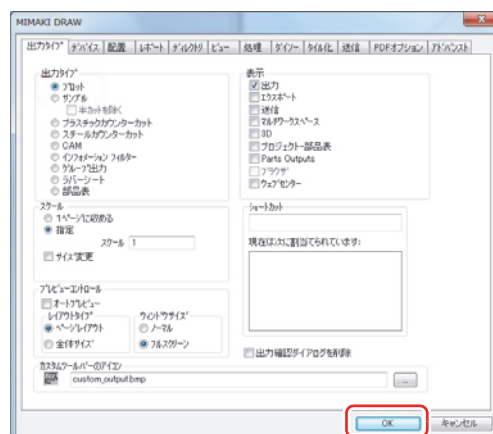 MIMAKI DRAW
出力ﾀｲﾌﾟ ﾃﾞﾊﾞｲｽ 配置 ﾚﾎﾟｰﾄ ﾃﾞｨﾚｸﾄﾘ ﾋﾞｭｰ 処理 ﾀﾞｲﾉｰ ﾀｲﾙ化 送信 PDFｵﾌﾟｼｮﾝ ｱﾄﾞﾊﾞﾝｽﾄ
出力ﾀｲﾌﾟ
ﾌﾟﾛｯﾄ
ｻﾝﾌﾟﾙ
半ｶｯﾄを除く
ﾌﾟﾗｽﾁｯｸｶｳﾝﾀｰｶｯﾄ
ｽﾁｰﾙｶｳﾝﾀｰｶｯﾄ
CAM
ｲﾝﾌｫﾒｰｼｮﾝ ﾌｨﾙﾀｰ
ｸﾞﾙｰﾌﾟ出力
ﾗﾊﾞｰｼｰﾄ
部品表
表示
出力
ｴｸｽﾎﾟｰﾄ
送信
ﾏﾙﾁﾜｰｸｽﾍﾟｰｽ
3D
ﾌﾟﾛｼﾞｪｸﾄ-部品表
Parts Outputs
ﾌﾞﾗｳｻﾞ
ｳｪﾌﾞｾﾝﾀｰ
ｽｹｰﾙ
1ﾍﾟｰｼﾞに収める
指定
ｽｹｰﾙ 1
ｻｲｽﾞ変更
ｼｮｰﾄｶｯﾄ
現在は次に割当てられています:
ﾌﾟﾚﾋﾞｭｰｺﾝﾄﾛｰﾙ
ｵｰﾄﾌﾟﾚﾋﾞｭｰ
ﾚｲｱｳﾄﾀｲﾌﾟ
ﾍﾟｰｼﾞﾚｲｱｳﾄ
全体ｻｲｽﾞ
ｳｨﾝﾄﾞｳｻｲｽﾞ
ﾉｰﾏﾙ
ﾌﾙｽｸﾘｰﾝ
出力確認ﾀﾞｲｱﾛｸﾞを削除
ｶｽﾀﾑﾂｰﾙﾊﾞｰのｱｲｺﾝ
custom_output.bmp
...
OK ｷｬﾝｾﾙ